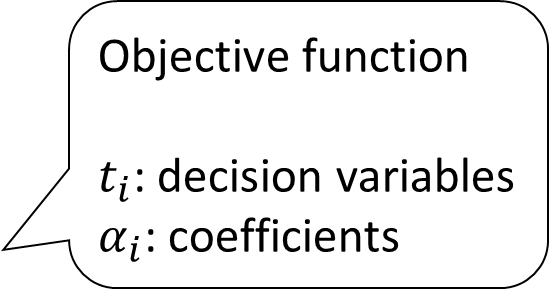 Objective function
tᵢ: decision variables
αᵢ: coefficients